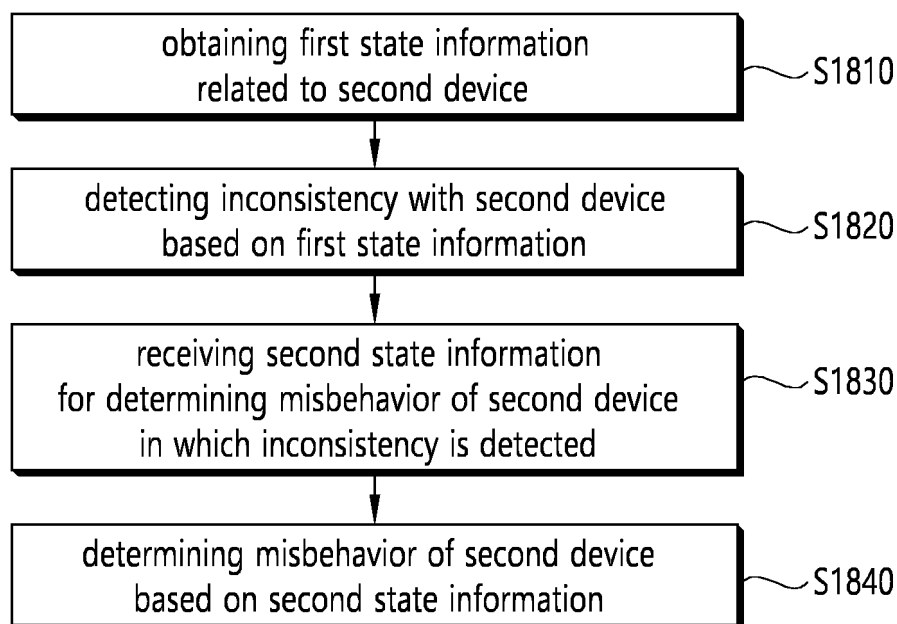 obtaining first state information
related to second device
S1810
detecting inconsistency with second device
based on first state information
S1820
receiving second state information
for determining misbehavior of second device
in which inconsistency is detected
S1830
determining misbehavior of second device
based on second state information
S1840